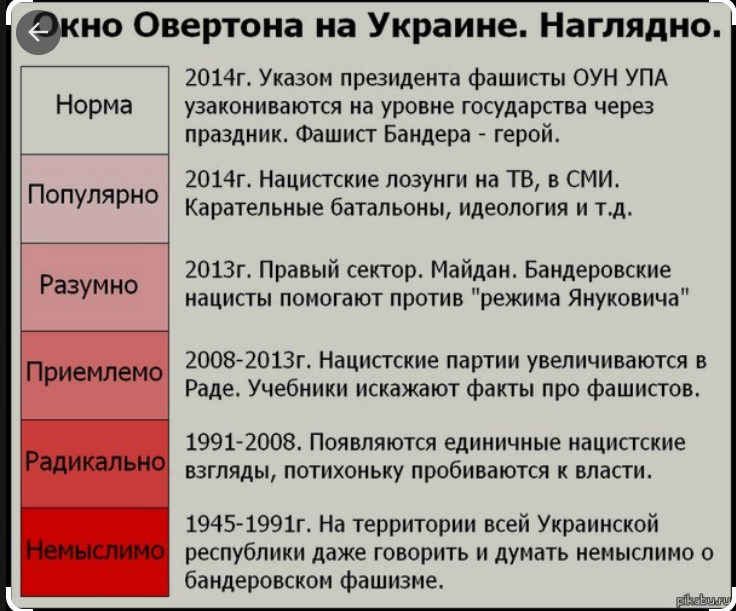 Окно Овертона на Украине. Наглядно.
Норма
2014г. Указом президента фашисты ОУН УПА
узакониваются на уровне государства через
праздник. Фашист Бандера - герой.
Популярно
2014г. Нацистские лозунги на ТВ, в СМИ.
Карательные батальоны, идеология и т.д.
Разумно
2013г. Правый сектор. Майдан. Бандеровские
нацисты помогают против "режима Януковича"
Приемлемо
2008-2013г. Нацистские партии увеличиваются в
Раде. Учебники искажают факты про фашистов.
Радикально
1991-2008. Появляются единичные нацистские
взгляды, потихоньку пробиваются к власти.
Немыслимо
1945-1991г. На территории всей Украинской
республики даже говорить и думать немыслимо о
бандеровском фашизме.
pikabu.ru